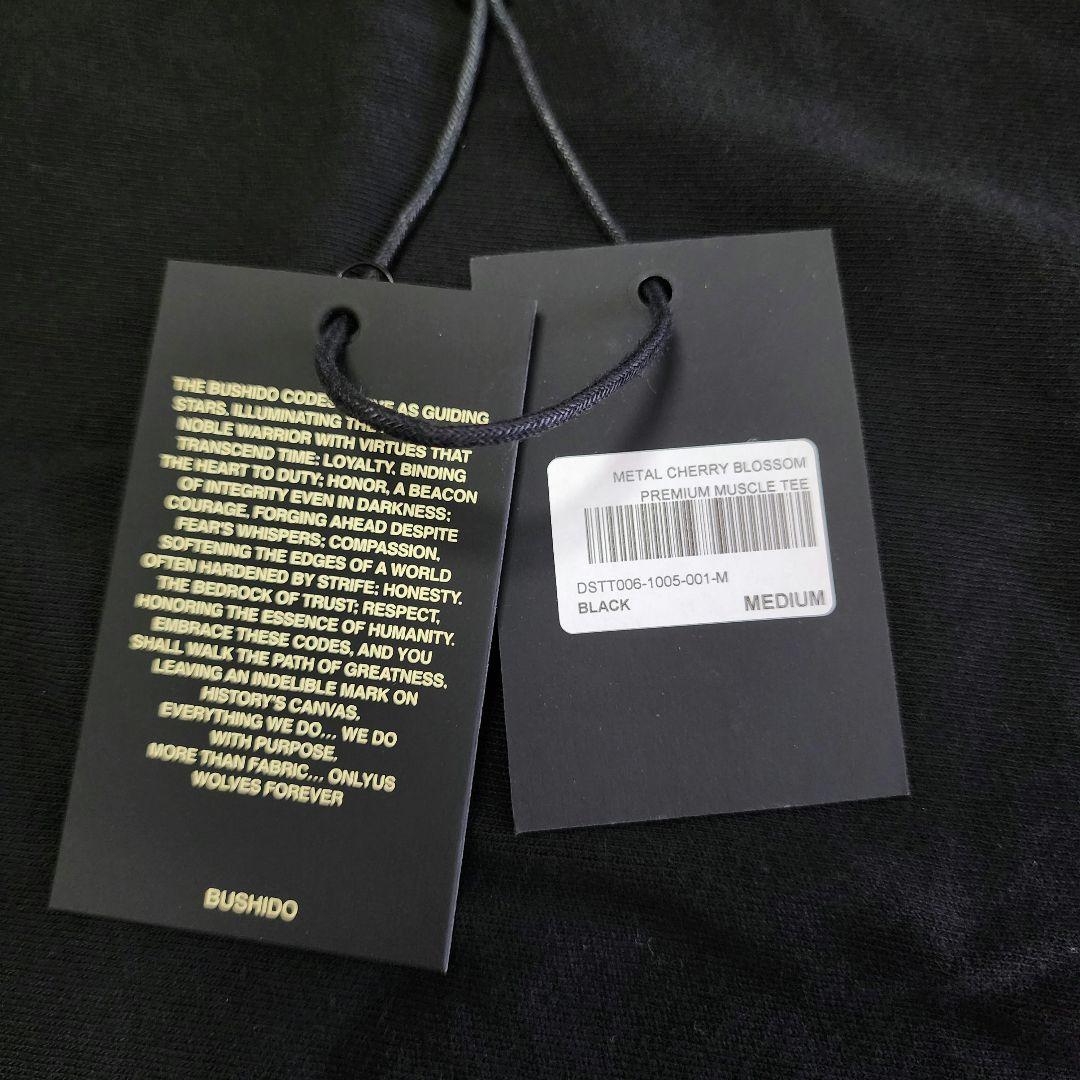 THE BUSHIDO CODES AS GUIDING
STARS, ILLUMINATING THE
NOBLE WARRIOR WITH VIRTUES THAT
TRANSCEND TIME: LOYALTY, BINDING
THE HEART TO DUTY; HONOR, A BEACON
OF INTEGRITY EVEN IN DARKNESS;
COURAGE, FORGING AHEAD DESPITE
FEAR'S WHISPERS; COMPASSION,
SOFTENING THE EDGES OF A WORLD
OFTEN HARDENED BY STRIFE; HONESTY,
THE BEDROCK OF TRUST; RESPECT,
HONORING THE ESSENCE OF HUMANITY.
EMBRACE THESE CODES, AND YOU
SHALL WALK THE PATH OF GREATNESS,
LEAVING AN INDELIBLE MARK ON
HISTORY'S CANVAS.
EVERYTHING WE DO... WE DO
WITH PURPOSE.
MORE THAN FABRIC... ONLYUS
WOLVES FOREVER
BUSHIDO
METAL CHERRY BLOSSOM
PREMIUM MUSCLE TEE
DSTT006-1005-001-M
BLACK MEDIUM